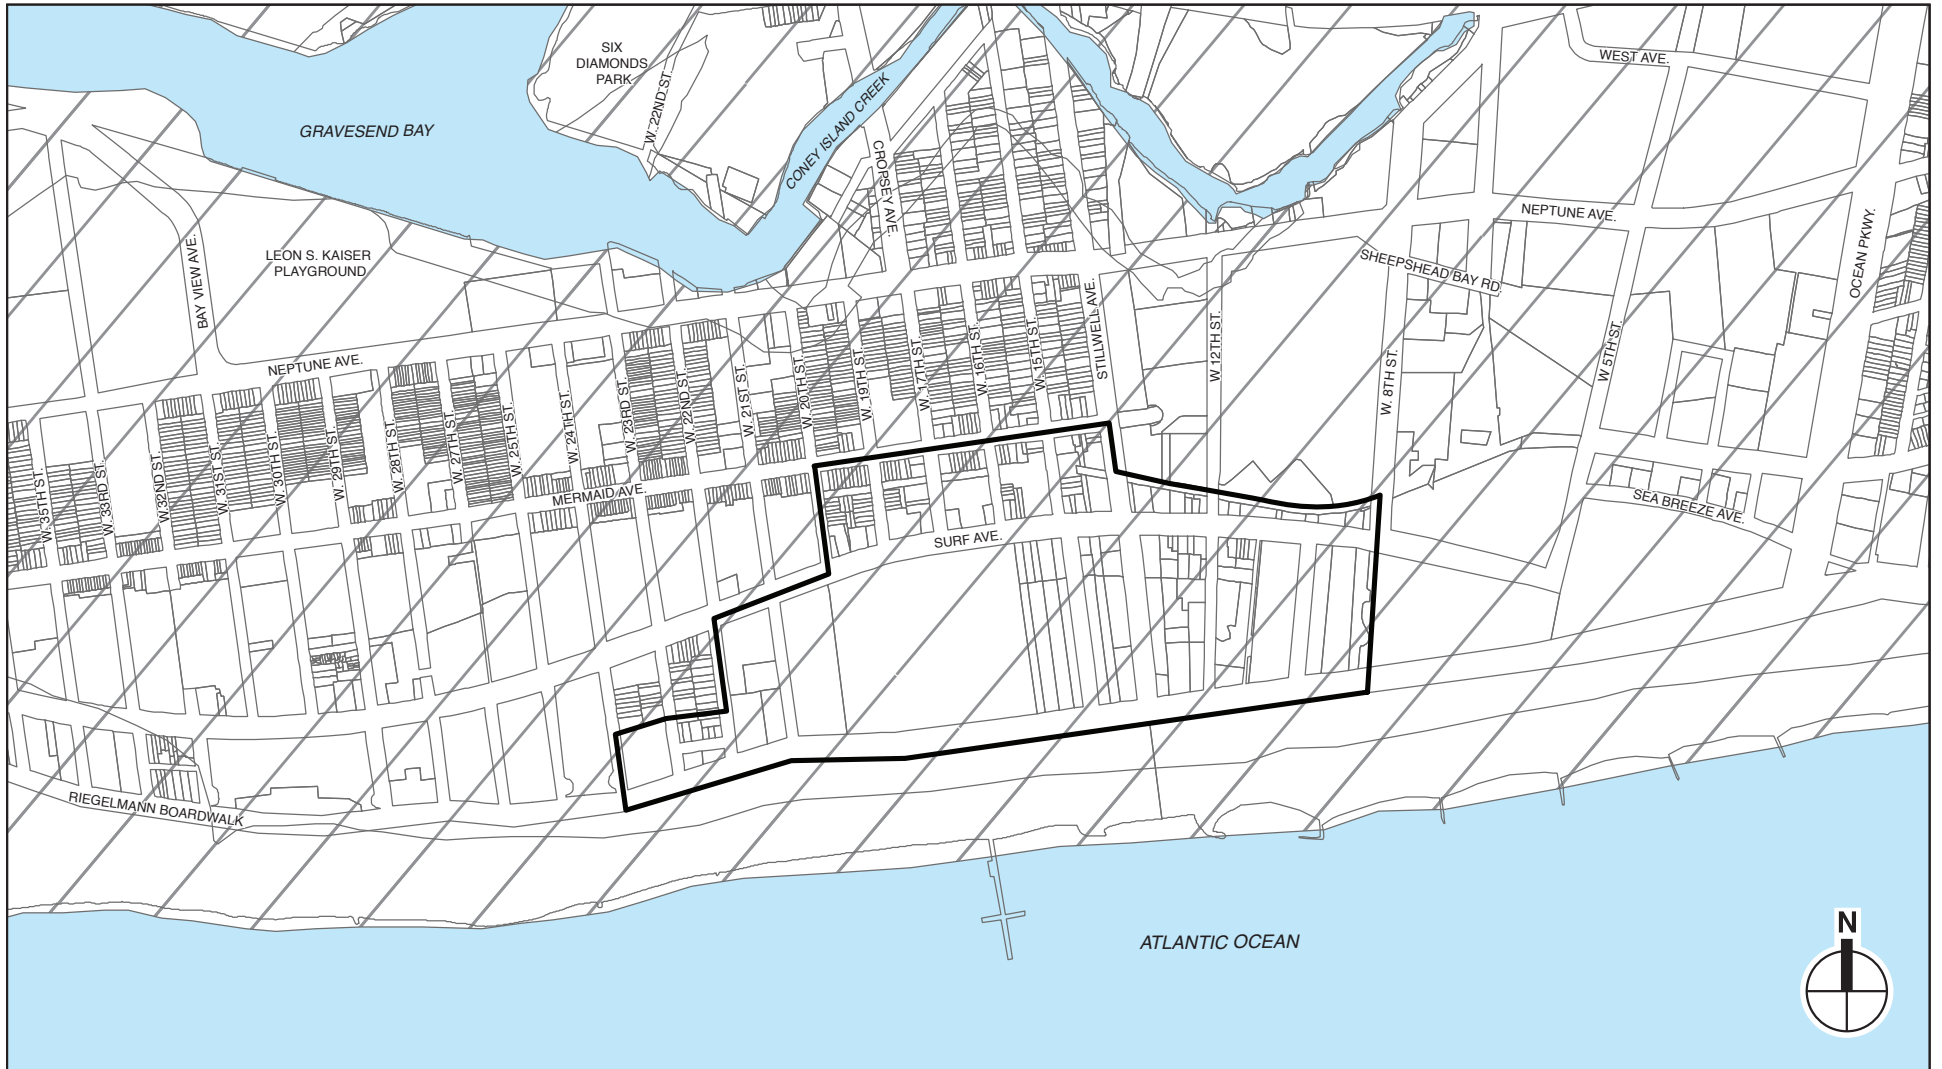 SIX
DIAMONDS
PARK
W. 22ND ST.
WEST AVE.
GRAVESEND BAY
CONEY ISLAND CREEK
CROPSEY AVE.
NEPTUNE AVE.
OCEAN PKWY.
BAY VIEW AVE.
LEON S. KAISER
PLAYGROUND
SHEEPSHEAD BAY RD.
STILLWELL AVE.
W 12TH ST.
W. 8TH ST.
W 5TH ST.
NEPTUNE AVE.
W. 35TH ST.
W. 33RD ST.
W. 32ND ST.
W. 31ST ST.
W. 30TH ST.
W. 29TH ST.
W. 28TH ST.
W. 27TH ST.
W. 25TH ST.
W. 24TH ST.
W. 23RD ST.
W. 22ND ST.
W. 21ST ST.
W. 20TH ST.
W. 19TH ST.
W. 17TH ST.
W. 16TH ST.
W. 15TH ST.
MERMAID AVE.
SEA BREEZE AVE.
SURF AVE.
RIEGELMANN BOARDWALK
ATLANTIC OCEAN
N